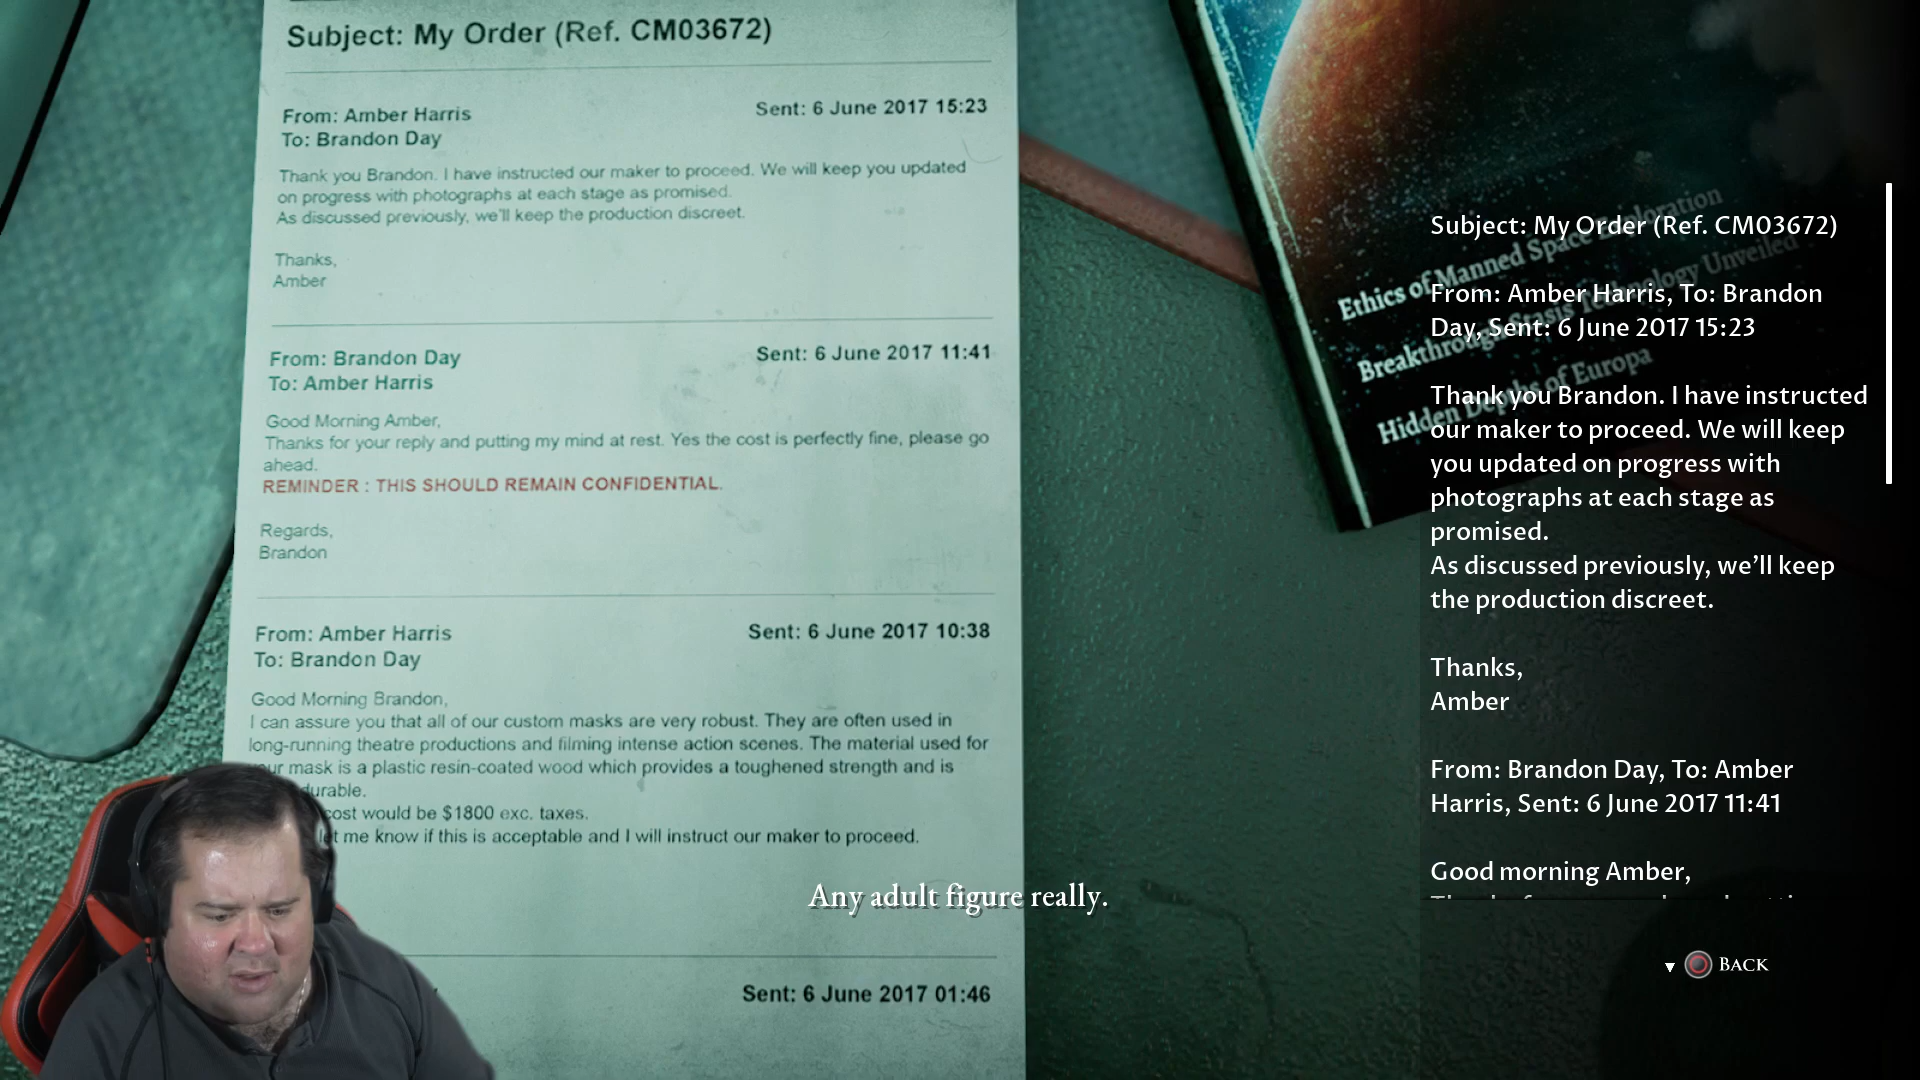 Subject: My Order (Ref. CM03672)
From: Amber Harris
Sent: 6 June 2017 15:23
To: Brandon Day
Thank you Brandon. I have instructed our maker to proceed. We will keep you updated
on progress with photographs at each stage as promised.
As discussed previously, we'll keep the production discreet.
Thanks,
Amber
From: Brandon Day
Sent: 6 June 2017 11:41
To: Amber Harris
Good Morning Amber,
Thanks for your reply and putting my mind at rest. Yes the cost is perfectly fine, please go
ahead.
REMINDER : THIS SHOULD REMAIN CONFIDENTIAL.
Regards,
Brandon
From: Amber Harris
Sent: 6 June 2017 10:38
To: Brandon Day
Good Morning Brandon,
I can assure you that all of our custom masks are very robust. They are often used in
long-running theatre productions and filming intense action scenes. The material used for
mask is a plastic resin-coated wood which provides a toughened strength and is
cost would be $1800 exc. taxes.
let me know if this is acceptable and I will instruct our maker to proceed.
Sent: 6 June 2017 01:46
Any adult figure really.
Ethics of Manned Space Exploration
Breakthrough Stasis Technology Unveiled
Hidden Depths of Europa
Subject: My Order (Ref. CM03672)
From: Amber Harris, To: Brandon
Day, Sent: 6 June 2017 15:23
Thank you Brandon. I have instructed
our maker to proceed. We will keep
you updated on progress with
photographs at each stage as
promised.
As discussed previously, we'll keep
the production discreet.
Thanks,
Amber
From: Brandon Day, To: Amber
Harris, Sent: 6 June 2017 11:41
Good morning Amber,
BACK